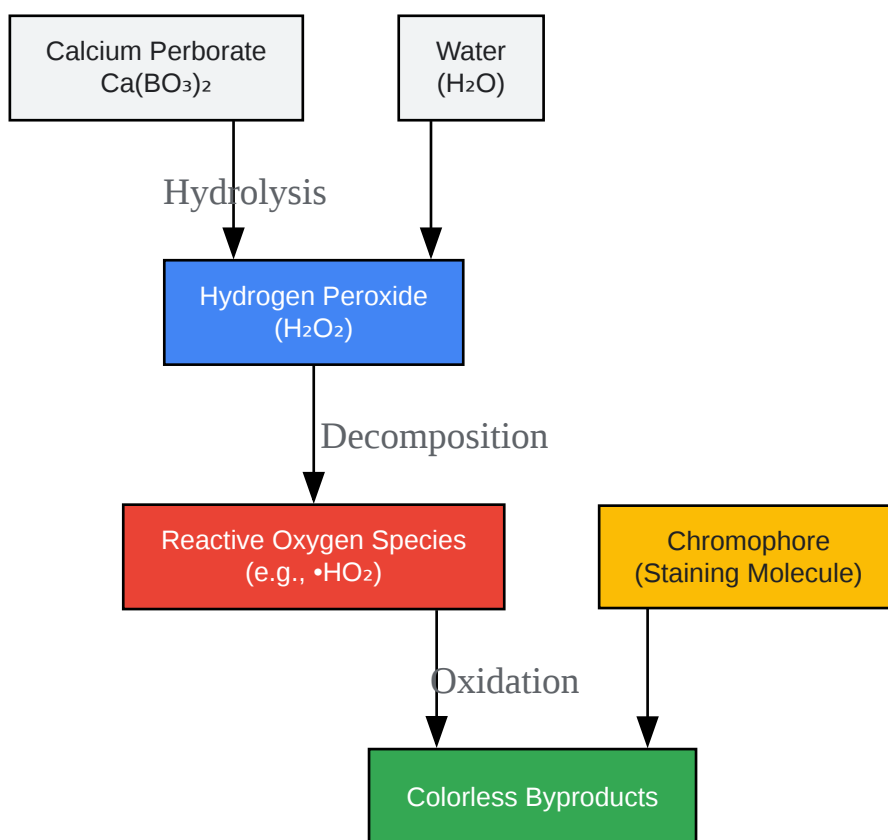 Calcium Perborate
Ca(BO₃)₂
Water
(H₂O)
Hydrolysis
Hydrogen Peroxide
(H₂O₂)
Decomposition
Reactive Oxygen Species
(e.g., •HO₂)
Chromophore
(Staining Molecule)
Oxidation
Colorless Byproducts